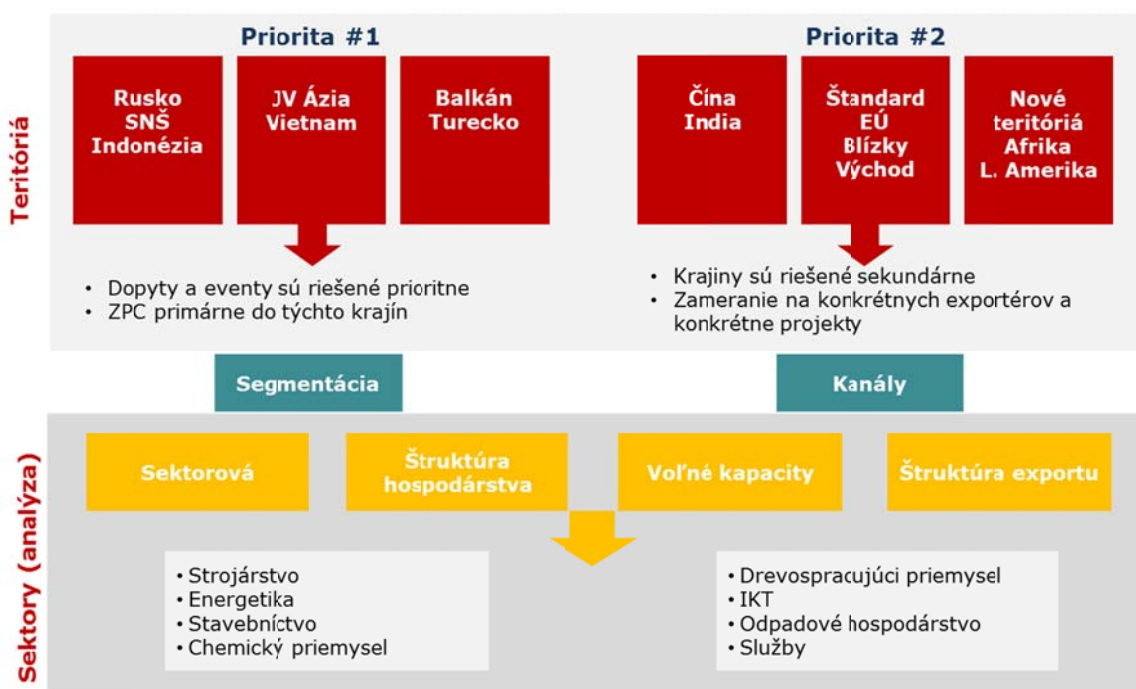 Teritóriá
Priorita #1
Rusko
SNŠ
Indonézia
JV Ázia
Vietnam
Balkán
Turecko
• Dopyty a eventy sú riešené prioritne
• ZPC primárne do týchto krajín
Priorita #2
Čína
India
Štandard
EÚ
Blízky
Východ
Nové
teritóriá
Afrika
L. Amerika
• Krajiny sú riešené sekundárne
• Zameranie na konkrétnych exportérov a
konkrétne projekty
Segmentácia
Kanály
Sektory (analýza)
Sektorová
Štruktúra
hospodárstva
Voľné kapacity
Štruktúra exportu
• Strojárstvo
• Energetika
• Stavebníctvo
• Chemický priemysel
• Drevospracujúci priemysel
• IKT
• Odpadové hospodárstvo
• Služby